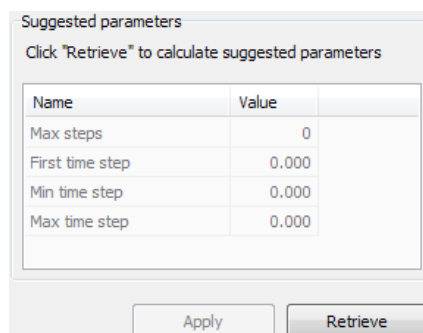 Suggested parameters
Click "Retrieve" to calculate suggested parameters
Name Value
Max steps 0
First time step 0.000
Min time step 0.000
Max time step 0.000
Apply Retrieve